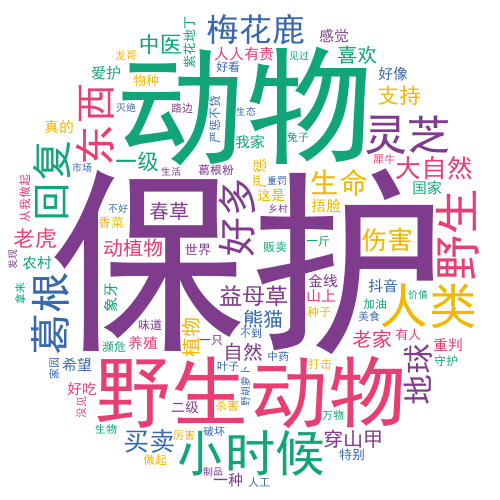 梅花鹿
龙哥
中医
紫花地丁
人人有责
感觉
见过
喜欢
爱护
物种
好看
好像
动物
东西
灭绝
路边
严惩不贷
生态
支持
真的
一级
我家
兔子
灵芝
回复
市场
葛根粉
严惩
犀牛
大自然
从我做起
生活
重罚
这是
生命
国家
不好
春草
好多
乡村
捂脸
野生
香菜
保护
老虎
动植物
世界
贩卖
一斤
伤害
发现
农村
葛根
象牙
益母草
金线
山上
抖音
人类
拿来
味道
熊猫
种子
加油
价值
植物
不到
美食
濒危
养殖
一只
自然
老家
有人
重判
家园
希望
叶子
中药
打击
地球
守护
好吃
野生动物
野胡萝卜
没见
二级
杀害
万物
生物
买卖
厉害
破坏
小时候
穿山甲
做起
特别
制品
一种
人工